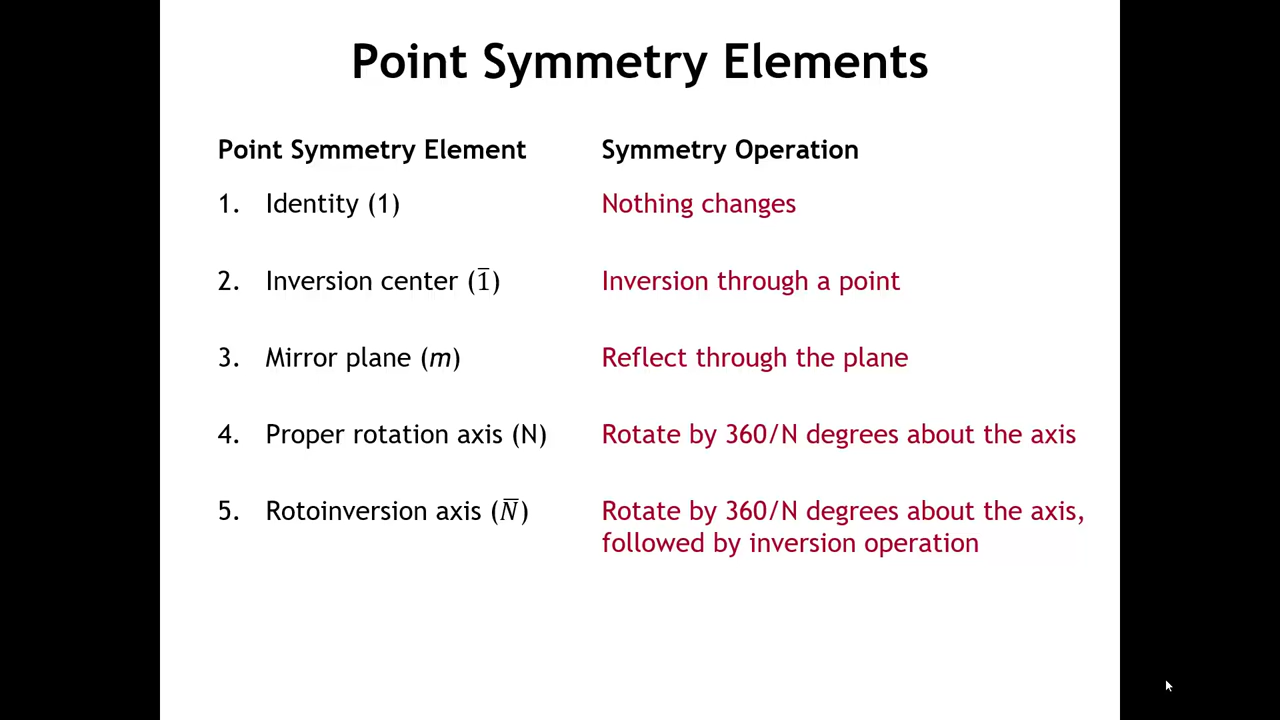 Point Symmetry Elements
Point Symmetry Element Symmetry Operation
1. Identity (1) Nothing changes
2. Inversion center (1̅) Inversion through a point
3. Mirror plane (m) Reflect through the plane
4. Proper rotation axis (N) Rotate by 360/N degrees about the axis
5. Rotoinversion axis (N̅) Rotate by 360/N degrees about the axis,
followed by inversion operation